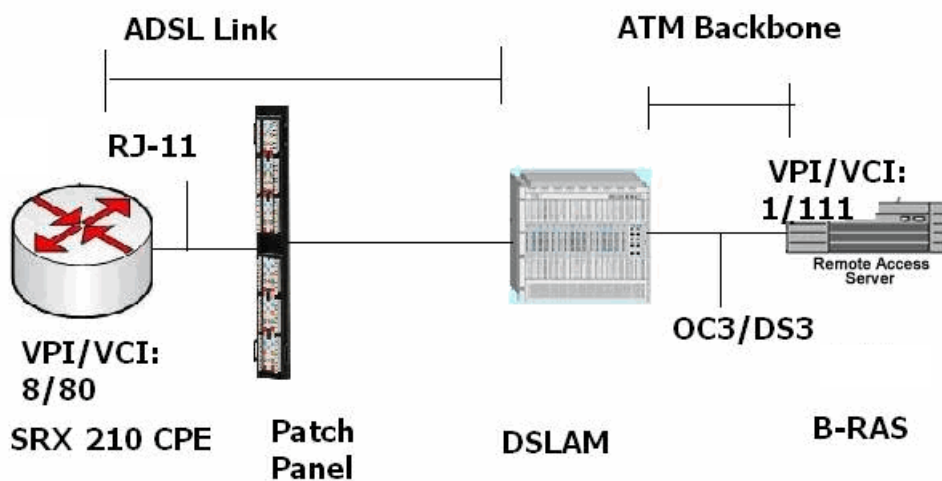 ADSL Link
ATM Backbone
RJ-11
VPI/VCI:
1/111
Remote Access
Server
OC3/DS3
VPI/VCI:
8/80
SRX 210 CPE
Patch
Panel
DSLAM
B-RAS